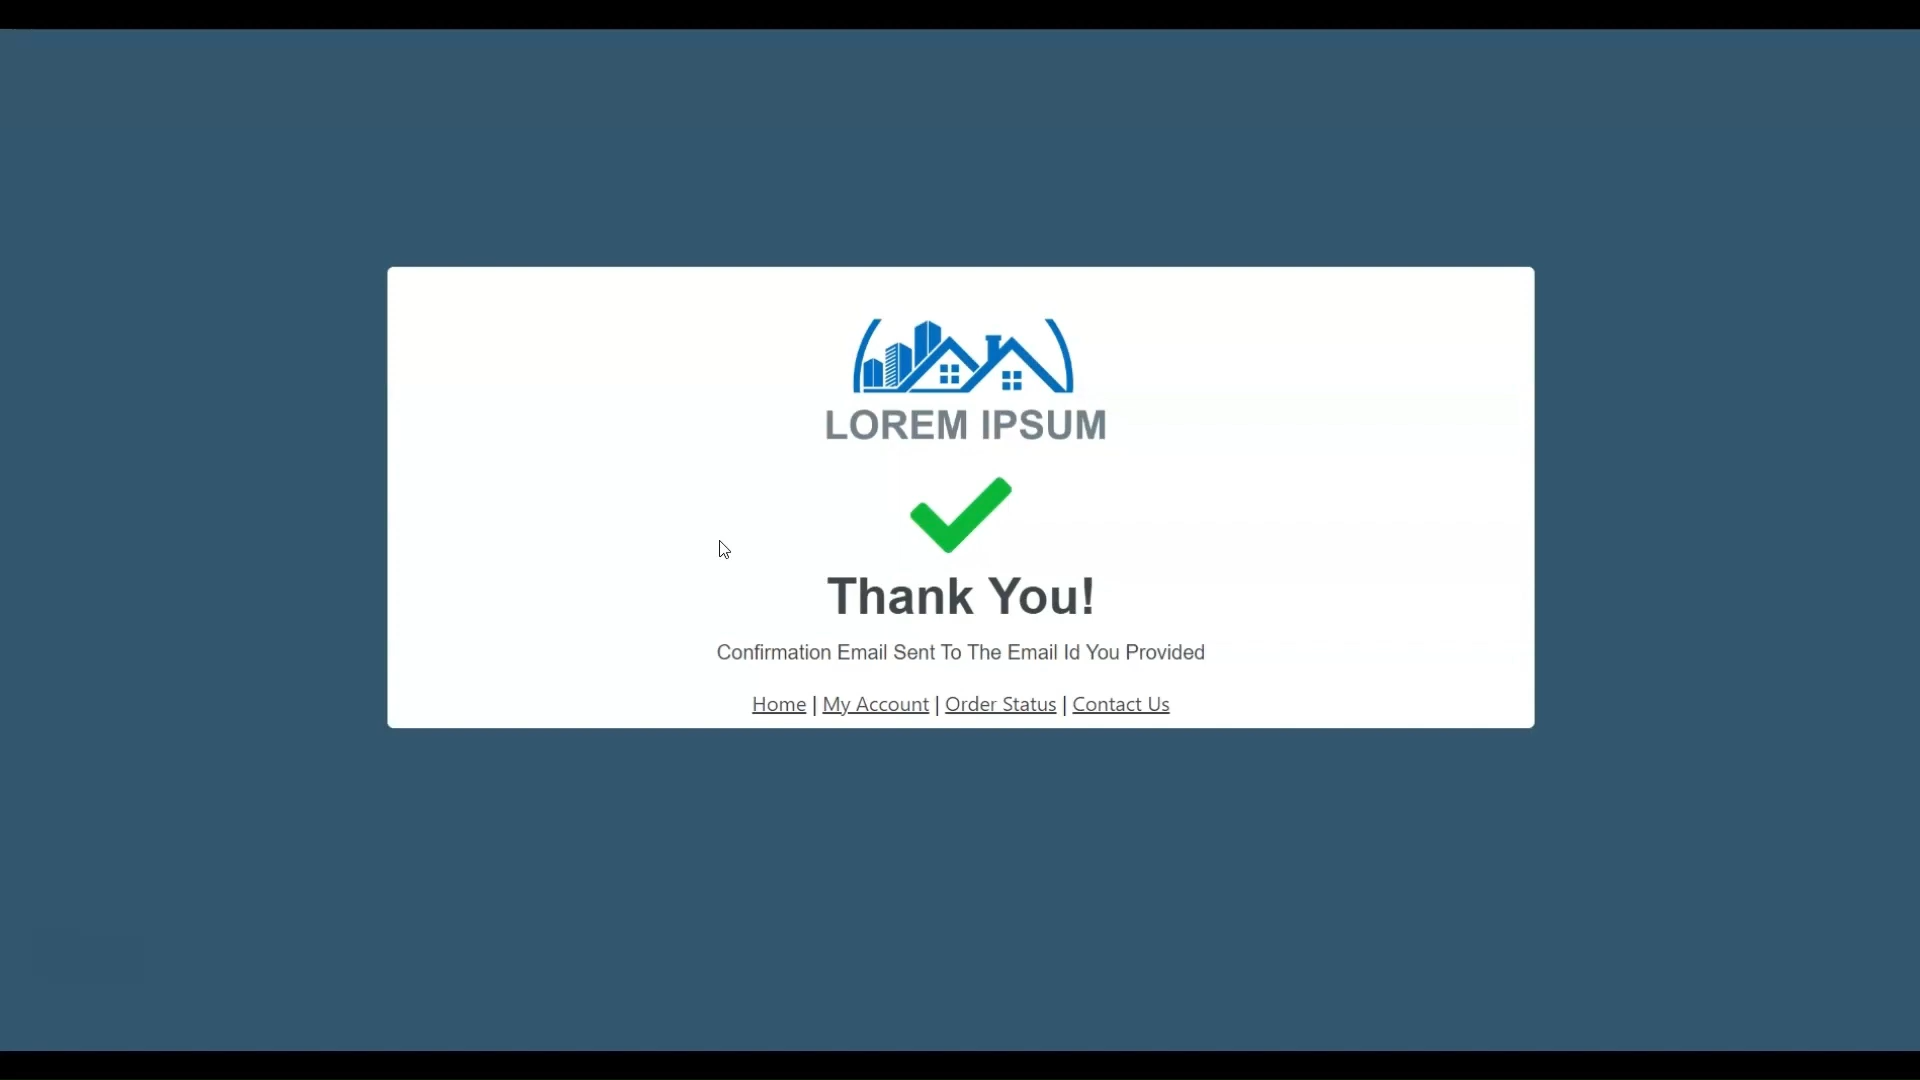 LOREM IPSUM
Thank You!
Confirmation Email Sent To The Email Id You Provided
Home | My Account | Order Status | Contact Us